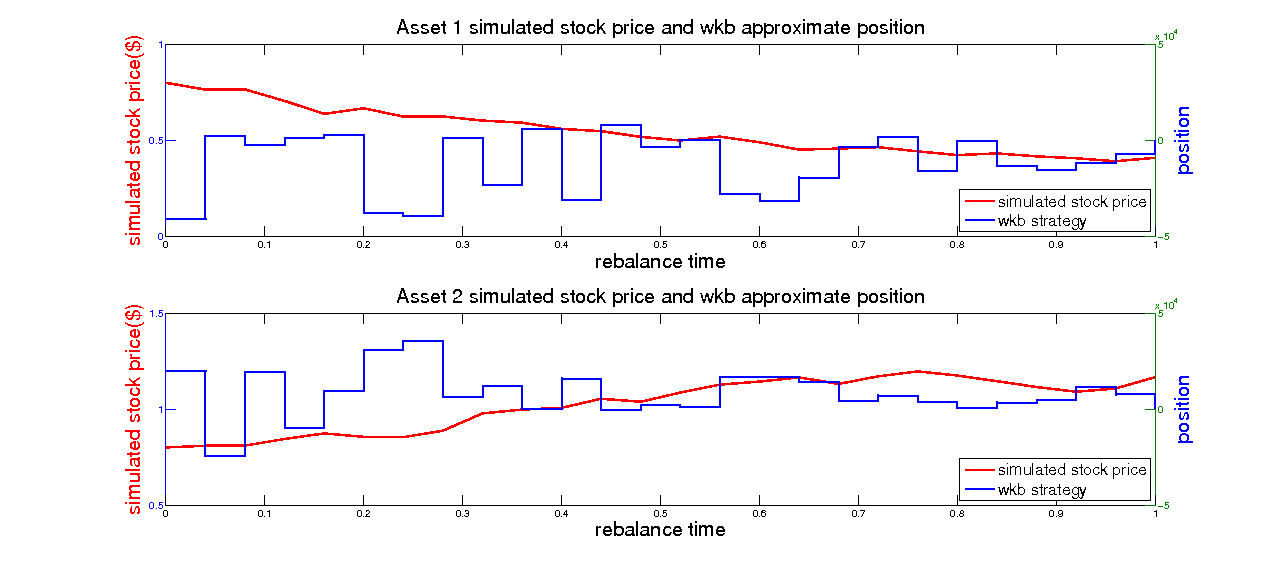 Asset 1 simulated stock price and wkb approximate position
simulated stock price($)
1
0.5
0
x 10^4
5
0
-5
position
simulated stock price
wkb strategy
0 0.1 0.2 0.3 0.4 0.5 0.6 0.7 0.8 0.9 1
rebalance time
Asset 2 simulated stock price and wkb approximate position
simulated stock price($)
1.5
1
0.5
x 10^4
5
0
-5
position
simulated stock price
wkb strategy
0 0.1 0.2 0.3 0.4 0.5 0.6 0.7 0.8 0.9 1
rebalance time